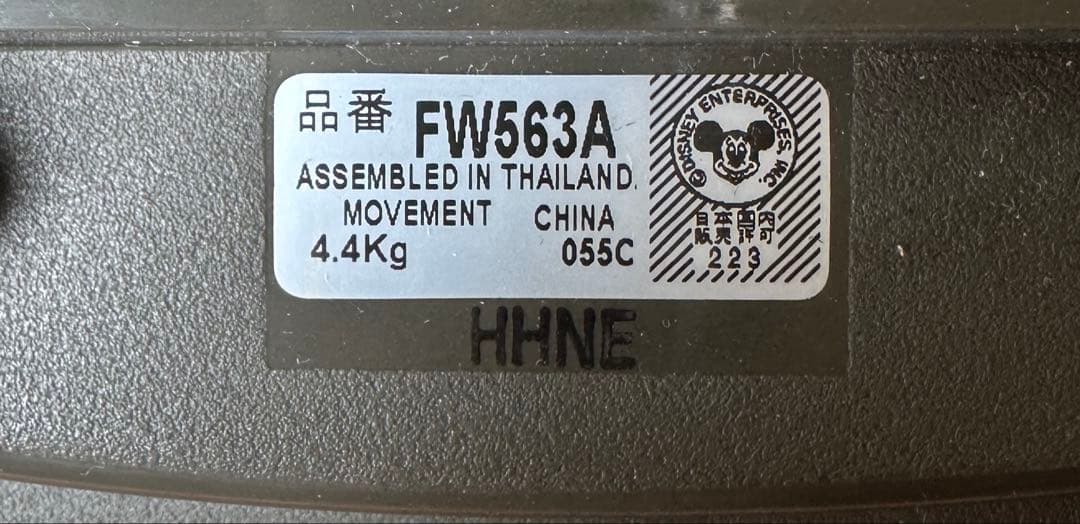 品番 FW563A
ASSEMBLED IN THAILAND.
MOVEMENT CHINA
4.4Kg 055C
©DISNEY ENTERPRISES, INC.
日本国内
販売許可
223
HHNE